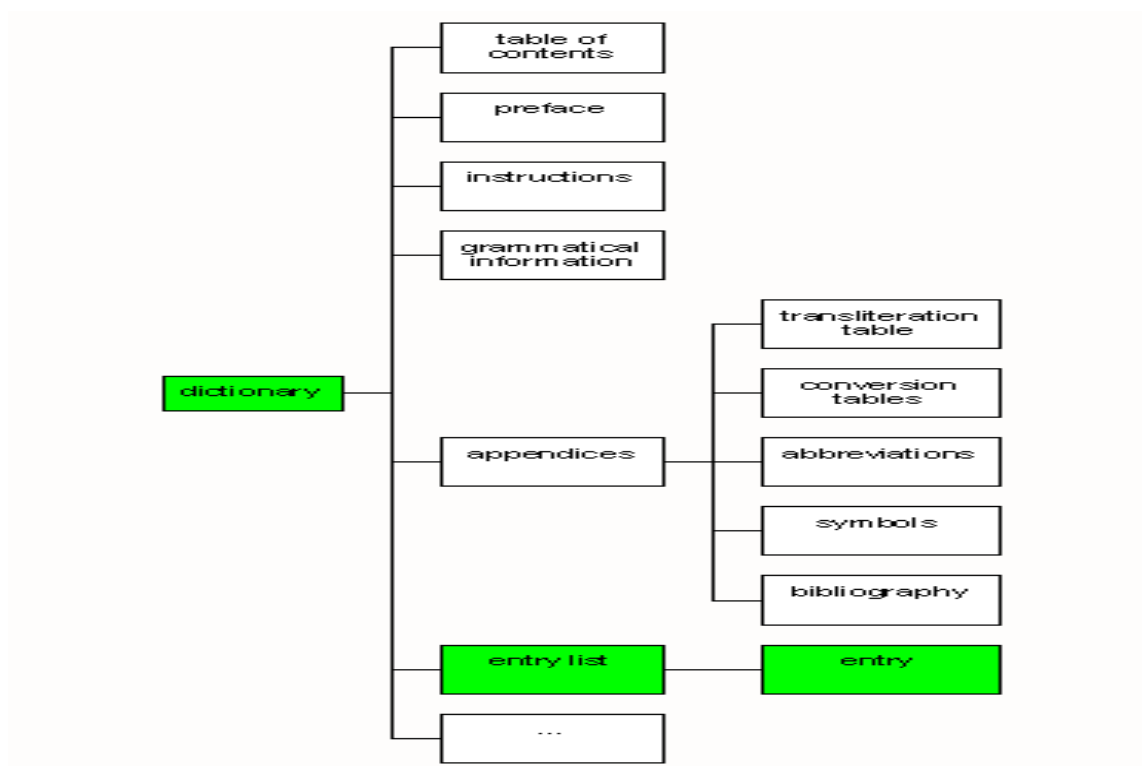 table of
contents
preface
instructions
grammatical
information
transliteration
table
conversion
tables
dictionary
appendices
abbreviations
symbols
bibliography
entry list
entry
...